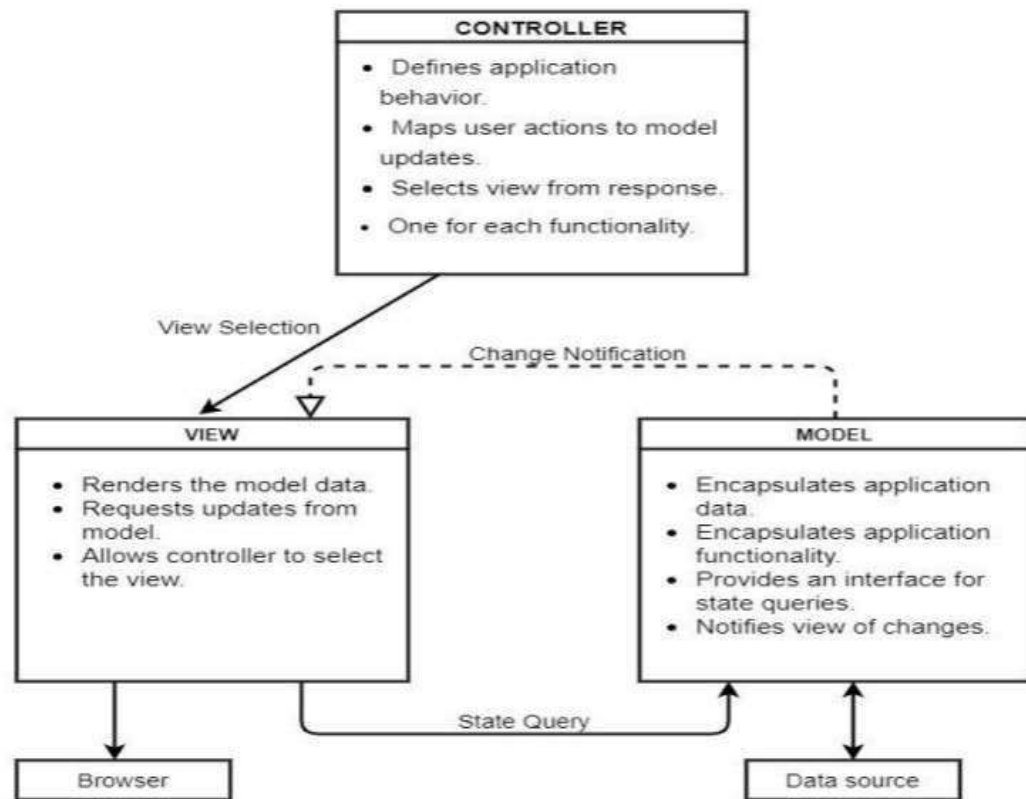 CONTROLLER
• Defines application
behavior.
• Maps user actions to model
updates.
• Selects view from response.
• One for each functionality.
View Selection
Change Notification
VIEW
• Renders the model data.
• Requests updates from
model.
• Allows controller to select
the view.
MODEL
• Encapsulates application
data.
• Encapsulates application
functionality.
• Provides an interface for
state queries.
• Notifies view of changes.
State Query
Browser
Data source